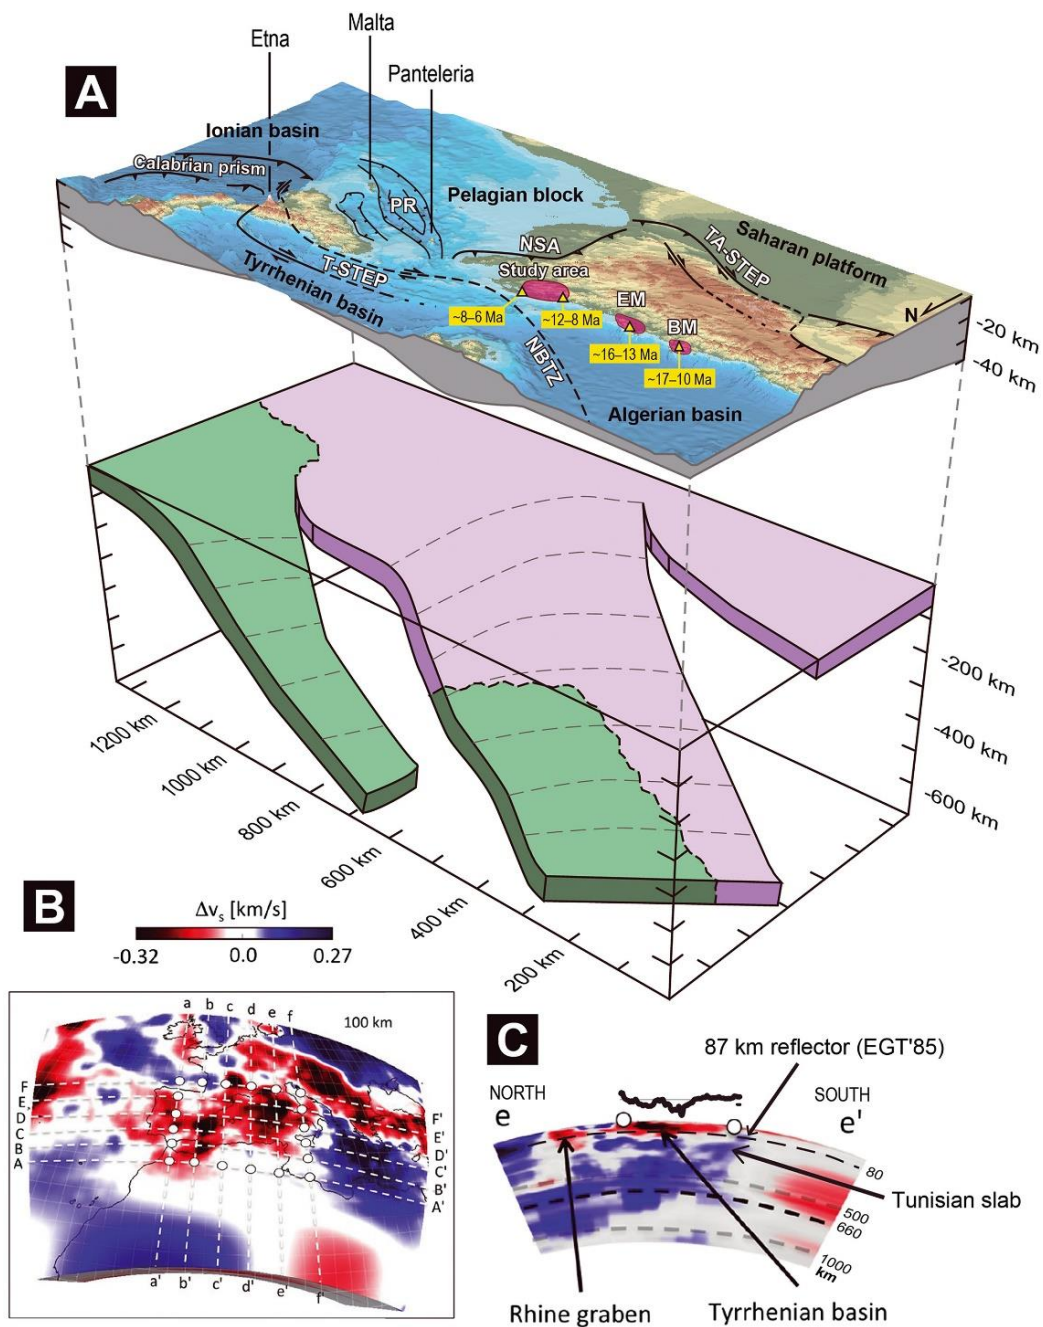 Etna
Malta
Panteleria
A
Ionian basin
Calabrian prism
PR
Pelagian block
Saharan platform
TA-STEP
NSA
Study area
T-STEP
Tyrrhenian basin
EM
BM
N
~8–6 Ma
~12–8 Ma
~16–13 Ma
~17–10 Ma
NBTZ
Algerian basin
-20 km
-40 km
-200 km
-400 km
-600 km
1200 km
1000 km
800 km
600 km
400 km
200 km
B
Δvs [km/s]
-0.32 0.0 0.27
a b c d e f
100 km
F
E
D
C
B
A
F'
E'
D'
C'
B'
A'
a' b' c' d' e' f'
C
87 km reflector (EGT'85)
NORTH
e
SOUTH
e'
80
500
660
1000
km
Tunisian slab
Rhine graben
Tyrrhenian basin